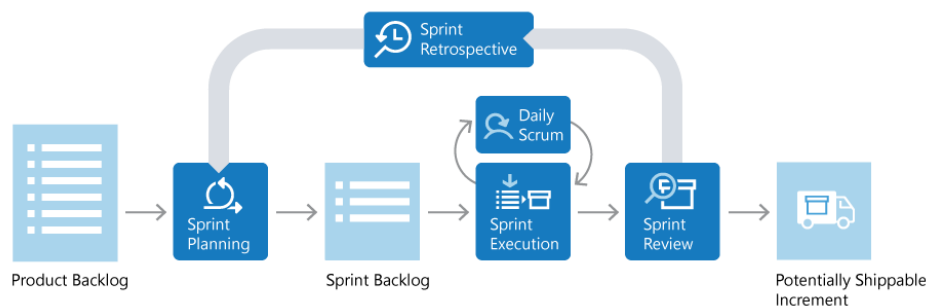 Sprint
Retrospective
Daily
Scrum
Sprint
Planning
Sprint
Execution
Sprint
Review
Product Backlog
Sprint Backlog
Potentially Shippable
Increment